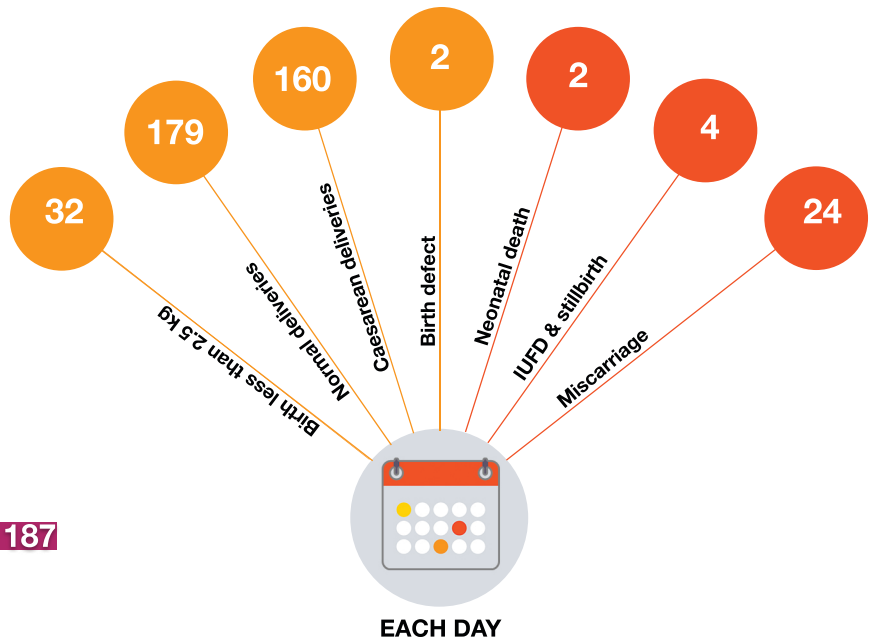 32
179
160
2
2
4
24
Birth less than 2.5 kg
Normal deliveries
Caesarean deliveries
Birth defect
Neonatal death
IUFD & stillbirth
Miscarriage
187
EACH DAY